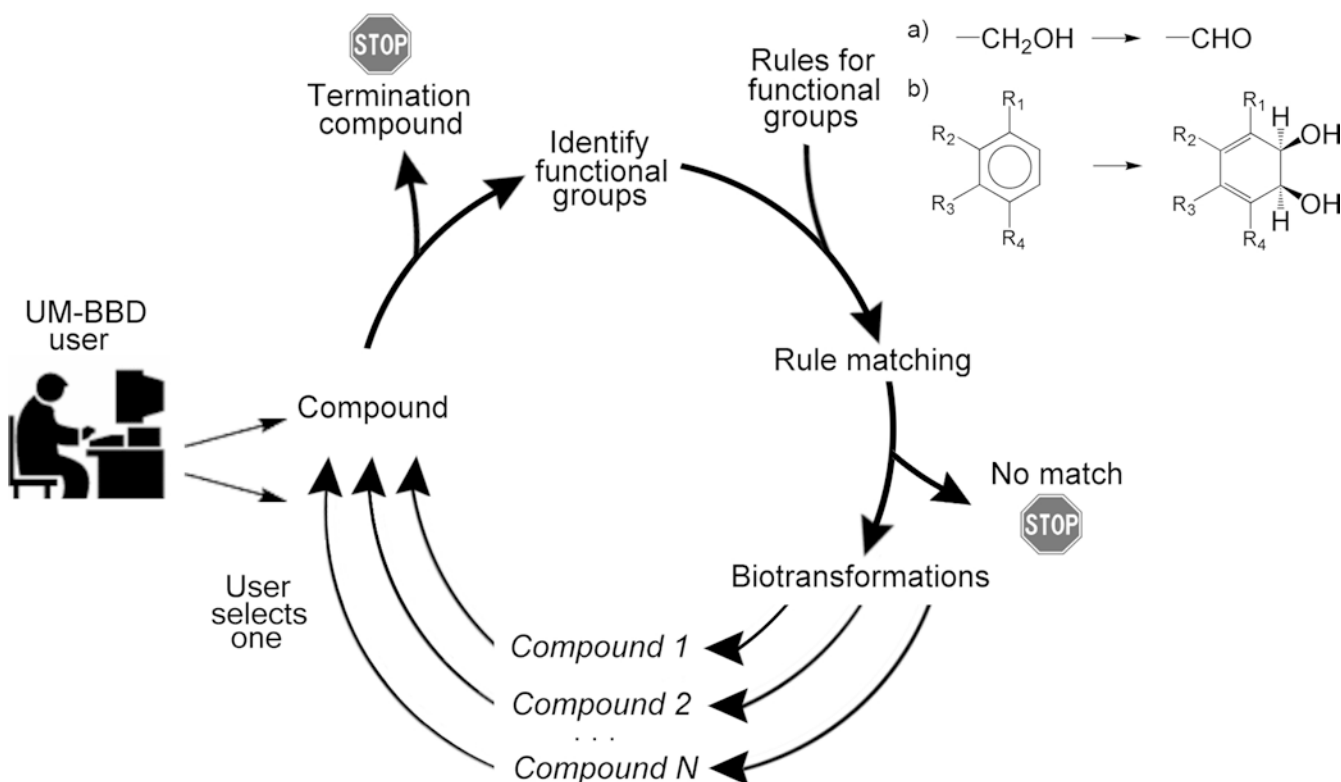 STOP
Termination
compound
Identify
functional
groups
Rules for
functional
groups
a) —CH₂OH → —CHO
b)
R₁
R₂
R₃
R₄
R₁
H
OH
R₂
OH
R₃
H
R₄
UM-BBD
user
Compound
Rule matching
No match
STOP
Biotransformations
User
selects
one
Compound 1
Compound 2
. . .
Compound N